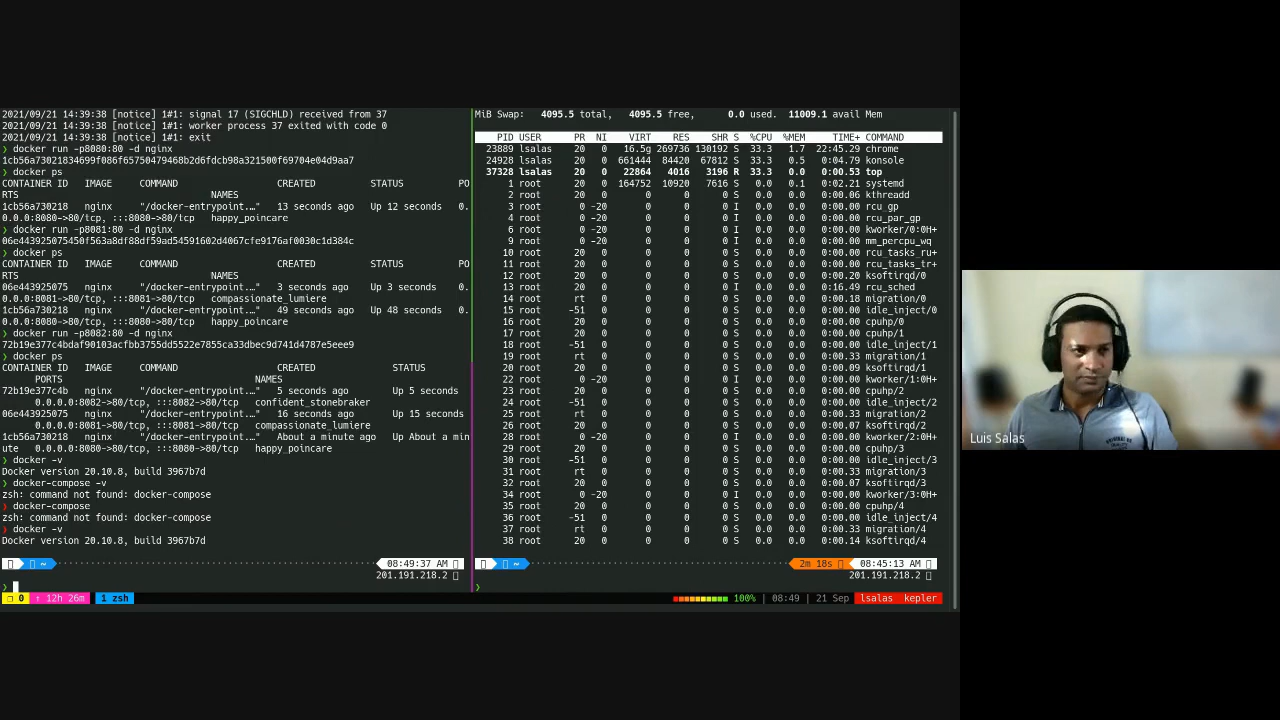 2021/09/21 14:39:38 [notice] 1#1: signal 17 (SIGCHLD) received from 37
2021/09/21 14:39:38 [notice] 1#1: worker process 37 exited with code 0
2021/09/21 14:39:38 [notice] 1#1: exit
❯ docker run -p8080:80 -d nginx
1cb56a73021834699f086f65750479468b2d6fdcb98a321500f69704e04d9aa7
❯ docker ps
CONTAINER ID   IMAGE     COMMAND                  CREATED          STATUS          PO
RTS                                   NAMES
1cb56a730218   nginx     "/docker-entrypoint.…"   13 seconds ago   Up 12 seconds   0.
0.0.0:8080->80/tcp, :::8080->80/tcp   happy_poincare
❯ docker run -p8081:80 -d nginx
06e443925075450f563a8df88df59ad54591602d4067cfe9176af0030c1d384c
❯ docker ps
CONTAINER ID   IMAGE     COMMAND                  CREATED          STATUS          PO
RTS                                   NAMES
06e443925075   nginx     "/docker-entrypoint.…"   3 seconds ago    Up 3 seconds    0.
0.0.0:8081->80/tcp, :::8081->80/tcp   compassionate_lumiere
1cb56a730218   nginx     "/docker-entrypoint.…"   49 seconds ago   Up 48 seconds   0.
0.0.0:8080->80/tcp, :::8080->80/tcp   happy_poincare
❯ docker run -p8082:80 -d nginx
72b19e377c4bdaf90103acfbb3755dd5522e7855ca33dbec9d741d4787e5eee9
❯ docker ps
CONTAINER ID   IMAGE     COMMAND                  CREATED              STATUS
PORTS                                   NAMES
72b19e377c4b   nginx     "/docker-entrypoint.…"   5 seconds ago        Up 5 seconds
0.0.0.0:8082->80/tcp, :::8082->80/tcp   confident_stonebraker
06e443925075   nginx     "/docker-entrypoint.…"   16 seconds ago       Up 15 seconds
0.0.0.0:8081->80/tcp, :::8081->80/tcp   compassionate_lumiere
1cb56a730218   nginx     "/docker-entrypoint.…"   About a minute ago   Up About a min
ute   0.0.0.0:8080->80/tcp, :::8080->80/tcp   happy_poincare
❯ docker -v
Docker version 20.10.8, build 3967b7d
❯ docker-compose -v
zsh: command not found: docker-compose
❯ docker-compose
zsh: command not found: docker-compose
❯ docker -v
Docker version 20.10.8, build 3967b7d
~ 08:49:37 AM
201.191.218.2
❯
MiB Swap: 4095.5 total, 4095.5 free, 0.0 used. 11009.1 avail Mem
PID USER PR NI VIRT RES SHR S %CPU %MEM TIME+ COMMAND
23889 lsalas 20 0 16.5g 269736 130192 S 33.3 1.7 22:45.29 chrome
24928 lsalas 20 0 661444 84420 67812 S 33.3 0.5 0:04.79 konsole
37328 lsalas 20 0 22864 4016 3196 R 33.3 0.0 0:00.53 top
1 root 20 0 164752 10920 7616 S 0.0 0.1 0:02.21 systemd
2 root 20 0 0 0 0 S 0.0 0.0 0:00.06 kthreadd
3 root 0 -20 0 0 0 I 0.0 0.0 0:00.00 rcu_gp
4 root 0 -20 0 0 0 I 0.0 0.0 0:00.00 rcu_par_gp
6 root 0 -20 0 0 0 I 0.0 0.0 0:00.00 kworker/0:0H+
9 root 0 -20 0 0 0 I 0.0 0.0 0:00.00 mm_percpu_wq
10 root 20 0 0 0 0 S 0.0 0.0 0:00.00 rcu_tasks_ru+
11 root 20 0 0 0 0 S 0.0 0.0 0:00.00 rcu_tasks_tr+
12 root 20 0 0 0 0 S 0.0 0.0 0:00.20 ksoftirqd/0
13 root 20 0 0 0 0 I 0.0 0.0 0:16.49 rcu_sched
14 root rt 0 0 0 0 S 0.0 0.0 0:00.18 migration/0
15 root -51 0 0 0 0 S 0.0 0.0 0:00.00 idle_inject/0
16 root 20 0 0 0 0 S 0.0 0.0 0:00.00 cpuhp/0
17 root 20 0 0 0 0 S 0.0 0.0 0:00.00 cpuhp/1
18 root -51 0 0 0 0 S 0.0 0.0 0:00.00 idle_inject/1
19 root rt 0 0 0 0 S 0.0 0.0 0:00.33 migration/1
20 root 20 0 0 0 0 S 0.0 0.0 0:00.09 ksoftirqd/1
22 root 0 -20 0 0 0 I 0.0 0.0 0:00.00 kworker/1:0H+
23 root 20 0 0 0 0 S 0.0 0.0 0:00.00 cpuhp/2
24 root -51 0 0 0 0 S 0.0 0.0 0:00.00 idle_inject/2
25 root rt 0 0 0 0 S 0.0 0.0 0:00.33 migration/2
26 root 20 0 0 0 0 S 0.0 0.0 0:00.07 ksoftirqd/2
28 root 0 -20 0 0 0 I 0.0 0.0 0:00.00 kworker/2:0H+
29 root 20 0 0 0 0 S 0.0 0.0 0:00.00 cpuhp/3
30 root -51 0 0 0 0 S 0.0 0.0 0:00.00 idle_inject/3
31 root rt 0 0 0 0 S 0.0 0.0 0:00.33 migration/3
32 root 20 0 0 0 0 S 0.0 0.0 0:00.07 ksoftirqd/3
34 root 0 -20 0 0 0 I 0.0 0.0 0:00.00 kworker/3:0H+
35 root 20 0 0 0 0 S 0.0 0.0 0:00.00 cpuhp/4
36 root -51 0 0 0 0 S 0.0 0.0 0:00.00 idle_inject/4
37 root rt 0 0 0 0 S 0.0 0.0 0:00.33 migration/4
38 root 20 0 0 0 0 S 0.0 0.0 0:00.14 ksoftirqd/4
~ 2m 18s 08:45:13 AM
201.191.218.2
❯
❐ 0 ↑ 12h 26m 1 zsh 100% | 08:49 | 21 Sep lsalas kepler
Luis Salas